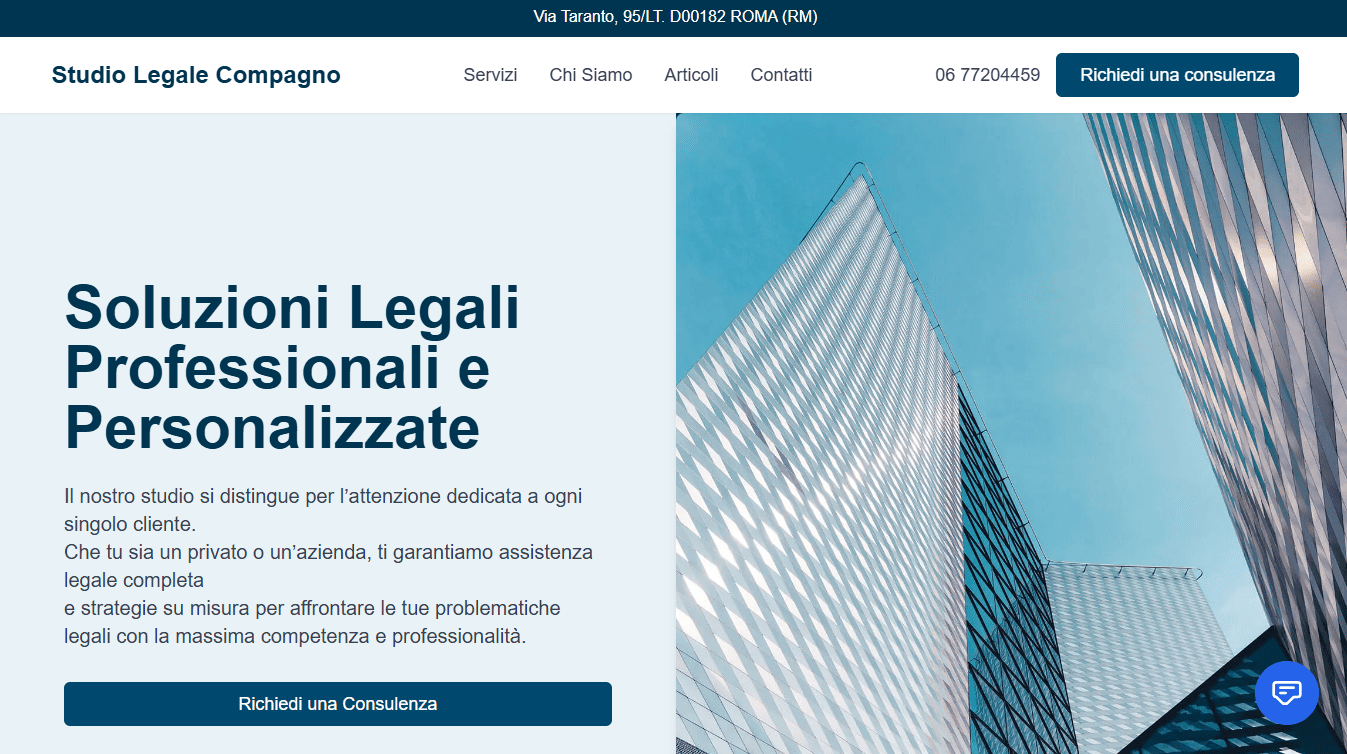 Via Taranto, 95/LT. D00182 ROMA (RM)
Studio Legale Compagno
Servizi
Chi Siamo
Articoli
Contatti
06 77204459
Richiedi una consulenza
Soluzioni Legali
Professionali e
Personalizzate
Il nostro studio si distingue per l’attenzione dedicata a ogni
singolo cliente.
Che tu sia un privato o un’azienda, ti garantiamo assistenza
legale completa
e strategie su misura per affrontare le tue problematiche
legali con la massima competenza e professionalità.
Richiedi una Consulenza